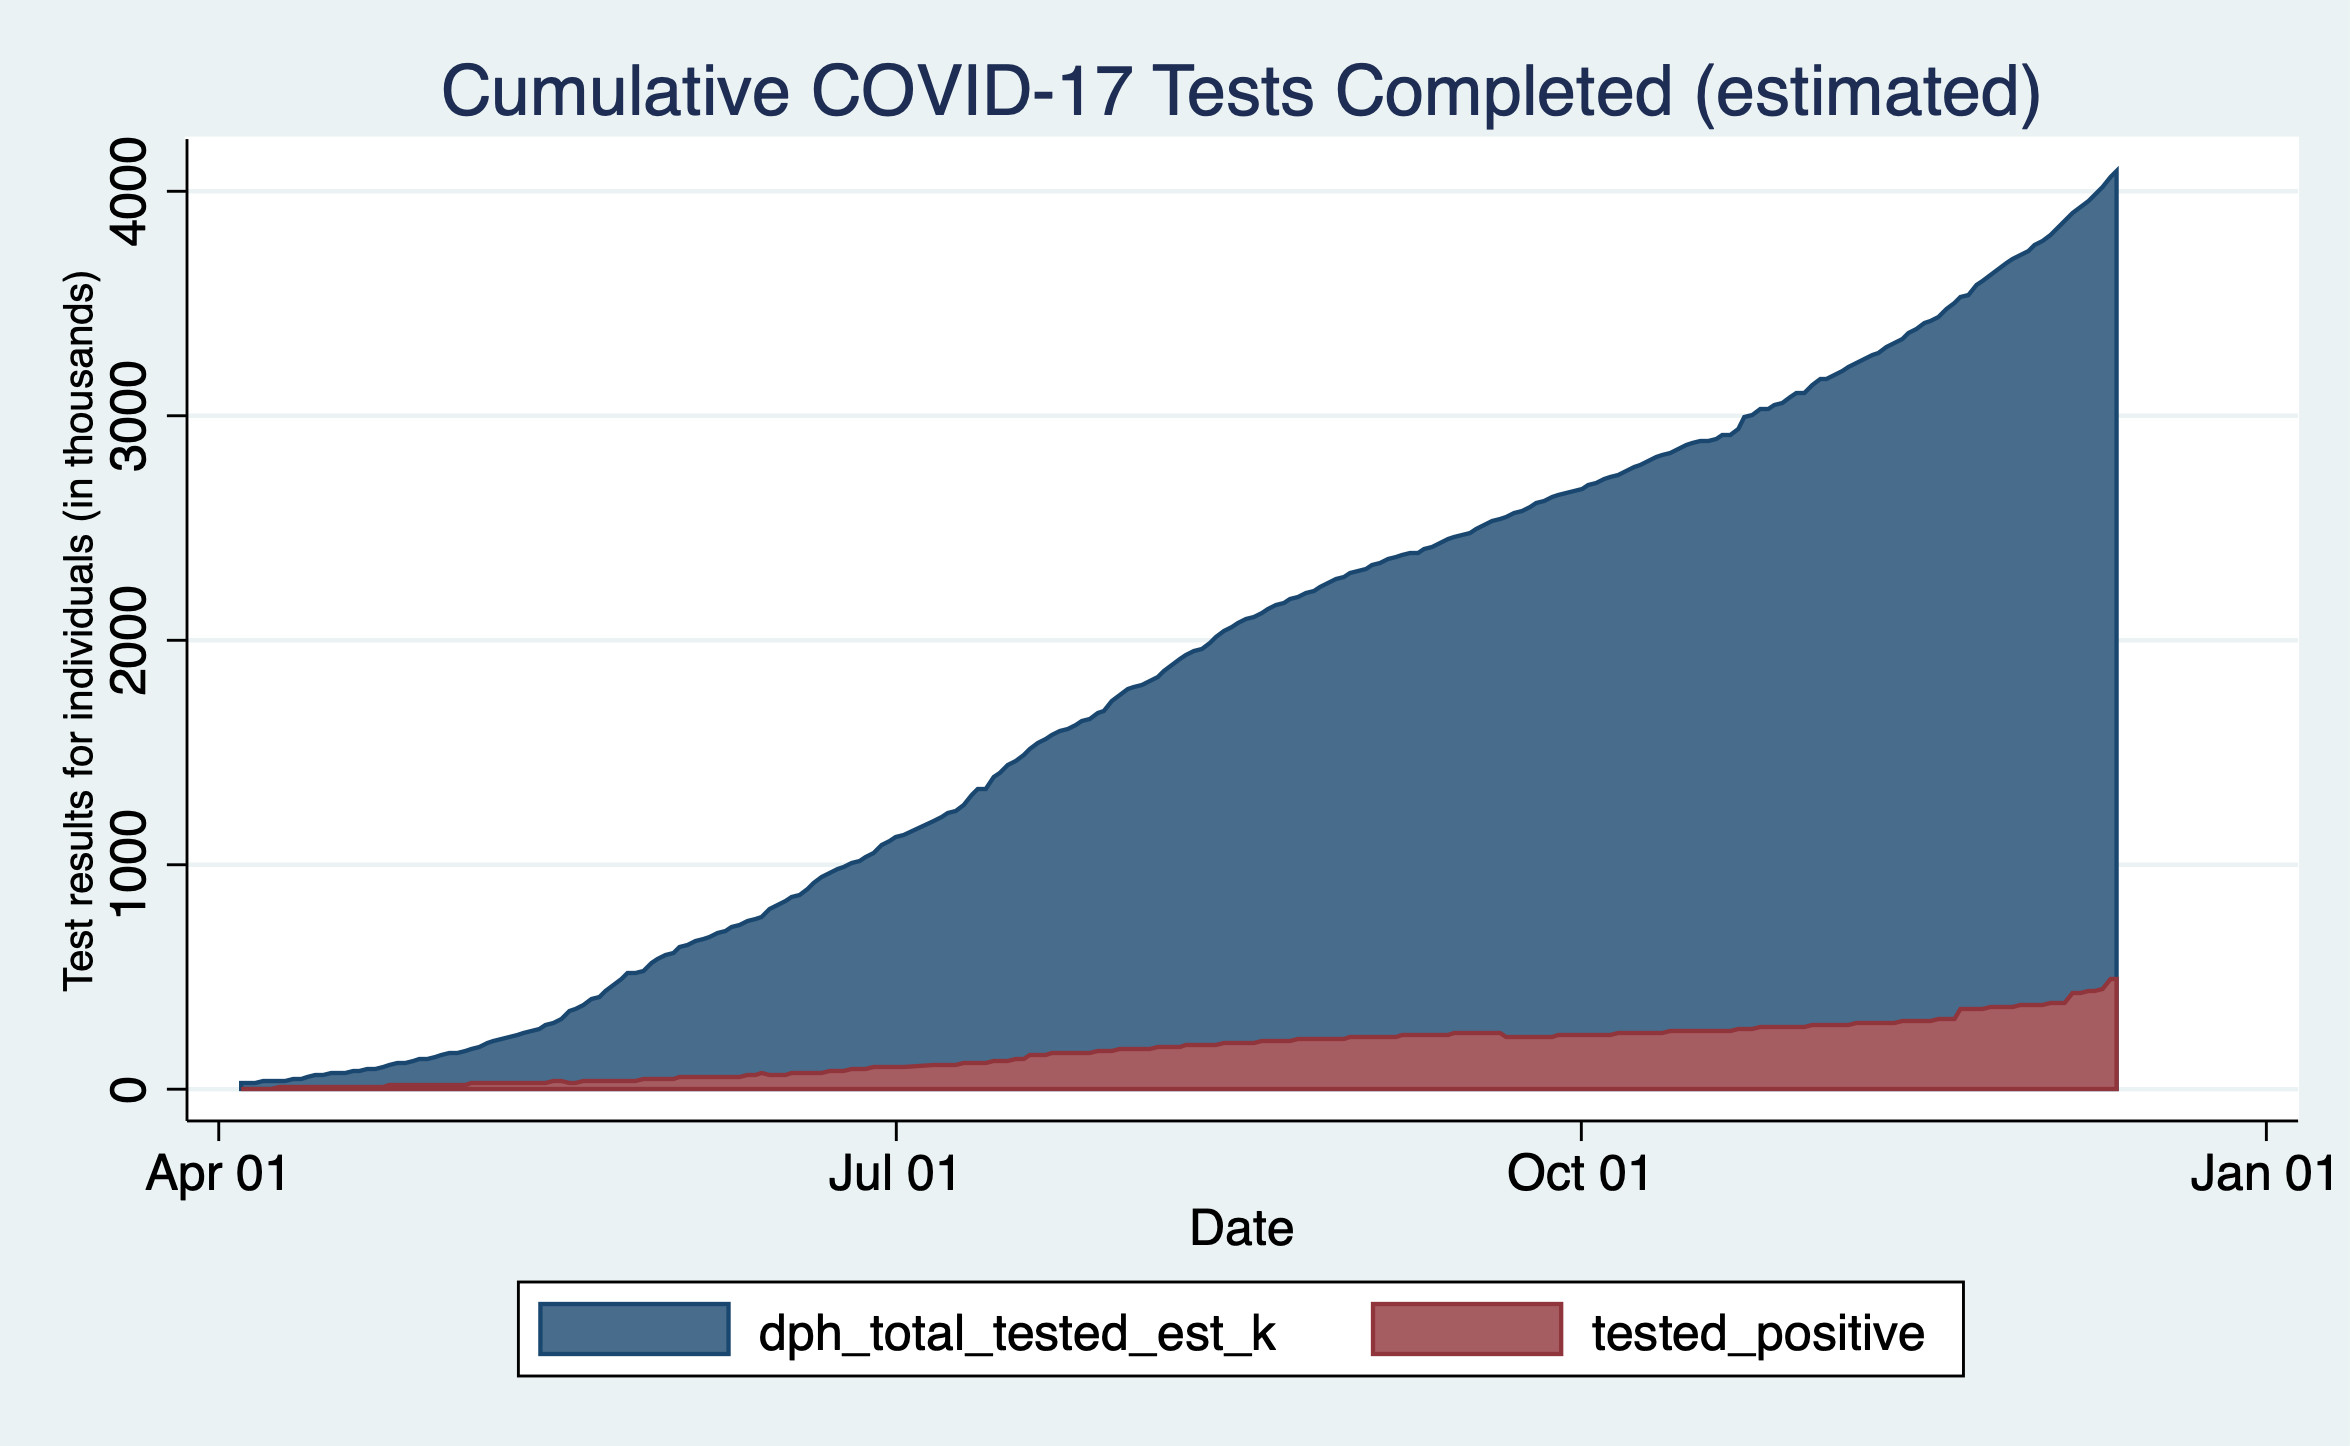 Cumulative COVID-17 Tests Completed (estimated)
Test results for individuals (in thousands)
4000
3000
2000
1000
0
Apr 01
Jul 01
Oct 01
Jan 01
Date
dph_total_tested_est_k
tested_positive